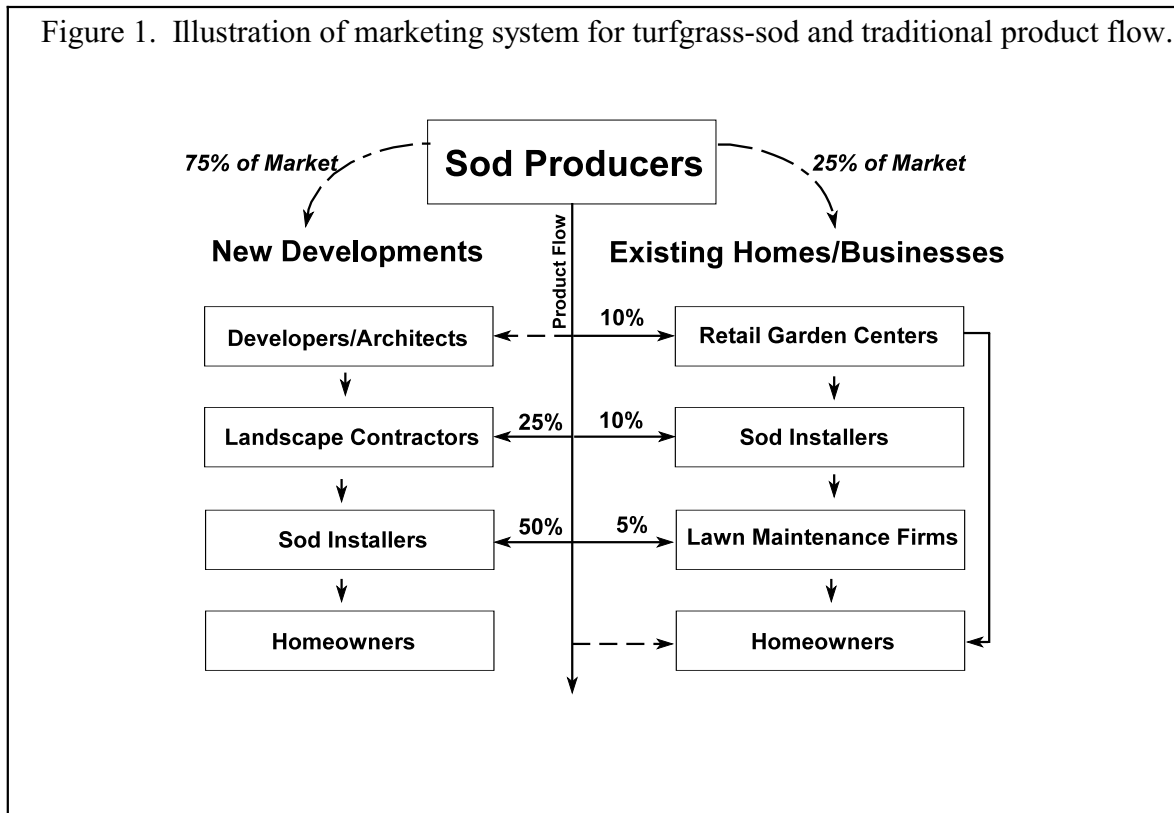 Figure 1. Illustration of marketing system for turfgrass-sod and traditional product flow.
Sod Producers
75% of Market
25% of Market
New Developments
Existing Homes/Businesses
Product Flow
Developers/Architects
10%
Retail Garden Centers
Landscape Contractors
25%
10%
Sod Installers
Sod Installers
50%
5%
Lawn Maintenance Firms
Homeowners
Homeowners